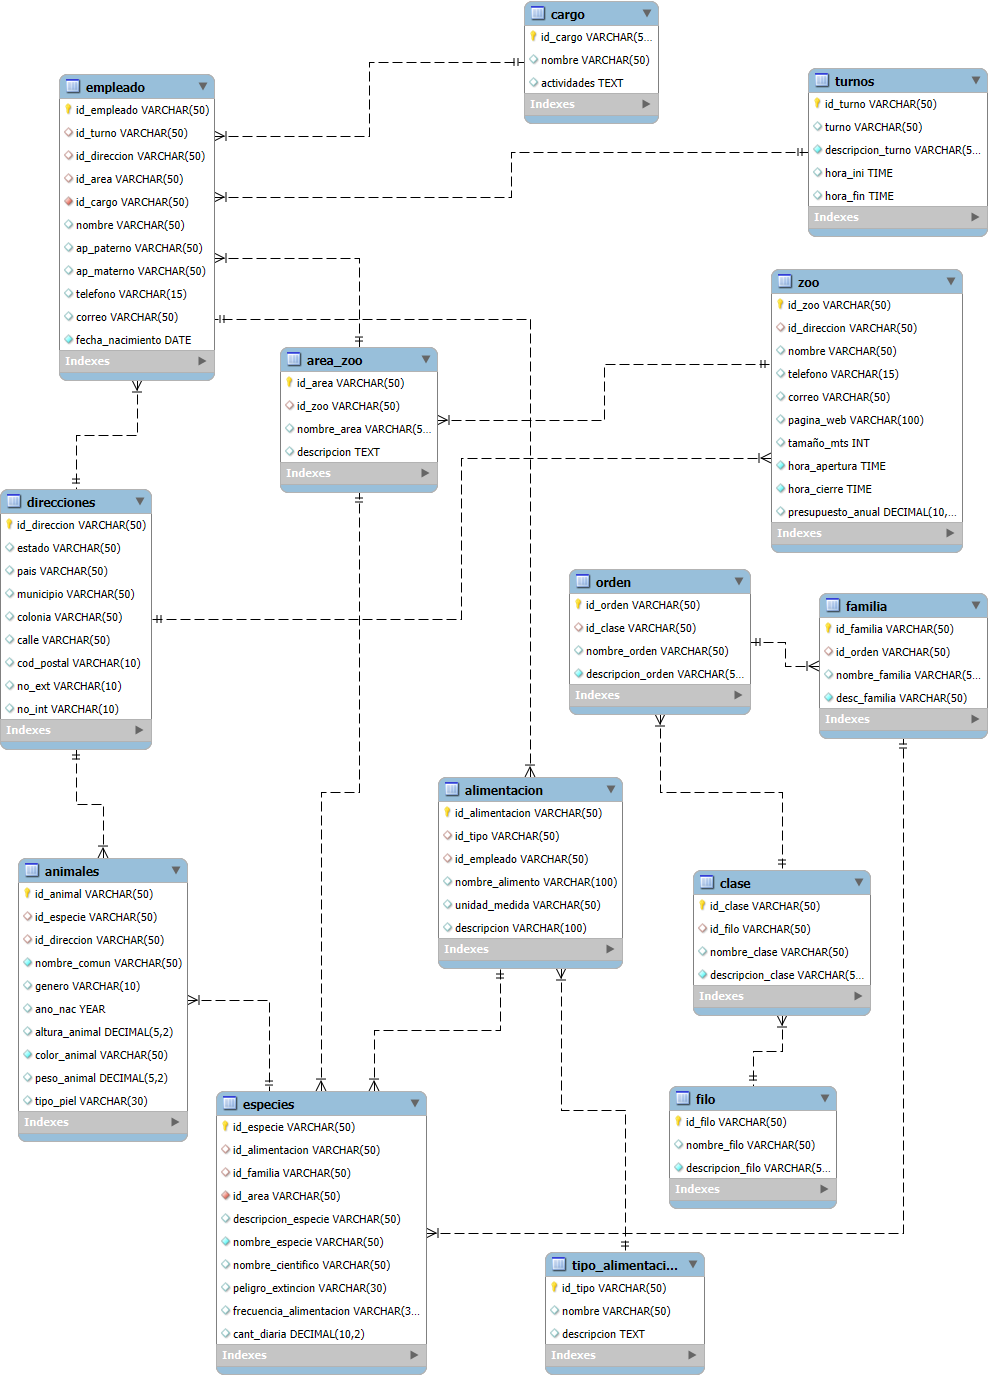 cargo
id_cargo VARCHAR(5...
nombre VARCHAR(50)
actividades TEXT
Indexes
empleado
id_empleado VARCHAR(50)
id_turno VARCHAR(50)
id_direccion VARCHAR(50)
id_area VARCHAR(50)
id_cargo VARCHAR(50)
nombre VARCHAR(50)
ap_paterno VARCHAR(50)
ap_materno VARCHAR(50)
telefono VARCHAR(15)
correo VARCHAR(50)
fecha_nacimiento DATE
Indexes
turnos
id_turno VARCHAR(50)
turno VARCHAR(50)
descripcion_turno VARCHAR(5...
hora_ini TIME
hora_fin TIME
Indexes
zoo
id_zoo VARCHAR(50)
id_direccion VARCHAR(50)
nombre VARCHAR(50)
telefono VARCHAR(15)
correo VARCHAR(50)
pagina_web VARCHAR(100)
tamaño_mts INT
hora_apertura TIME
hora_cierre TIME
presupuesto_anual DECIMAL(10,...
Indexes
area_zoo
id_area VARCHAR(50)
id_zoo VARCHAR(50)
nombre_area VARCHAR(5...
descripcion TEXT
Indexes
direcciones
id_direccion VARCHAR(50)
estado VARCHAR(50)
pais VARCHAR(50)
municipio VARCHAR(50)
colonia VARCHAR(50)
calle VARCHAR(50)
cod_postal VARCHAR(10)
no_ext VARCHAR(10)
no_int VARCHAR(10)
Indexes
orden
id_orden VARCHAR(50)
id_clase VARCHAR(50)
nombre_orden VARCHAR(50)
descripcion_orden VARCHAR(5...
Indexes
familia
id_familia VARCHAR(50)
id_orden VARCHAR(50)
nombre_familia VARCHAR(5...
desc_familia VARCHAR(50)
Indexes
alimentacion
id_alimentacion VARCHAR(50)
id_tipo VARCHAR(50)
id_empleado VARCHAR(50)
nombre_alimento VARCHAR(100)
unidad_medida VARCHAR(50)
descripcion VARCHAR(100)
Indexes
animales
id_animal VARCHAR(50)
id_especie VARCHAR(50)
id_direccion VARCHAR(50)
nombre_comun VARCHAR(50)
genero VARCHAR(10)
ano_nac YEAR
altura_animal DECIMAL(5,2)
color_animal VARCHAR(50)
peso_animal DECIMAL(5,2)
tipo_piel VARCHAR(30)
Indexes
clase
id_clase VARCHAR(50)
id_filo VARCHAR(50)
nombre_clase VARCHAR(50)
descripcion_clase VARCHAR(5...
Indexes
filo
id_filo VARCHAR(50)
nombre_filo VARCHAR(50)
descripcion_filo VARCHAR(5...
Indexes
especies
id_especie VARCHAR(50)
id_alimentacion VARCHAR(50)
id_familia VARCHAR(50)
id_area VARCHAR(50)
descripcion_especie VARCHAR(50)
nombre_especie VARCHAR(50)
nombre_cientifico VARCHAR(50)
peligro_extincion VARCHAR(30)
frecuencia_alimentacion VARCHAR(3...
cant_diaria DECIMAL(10,2)
Indexes
tipo_alimentaci...
id_tipo VARCHAR(50)
nombre VARCHAR(50)
descripcion TEXT
Indexes